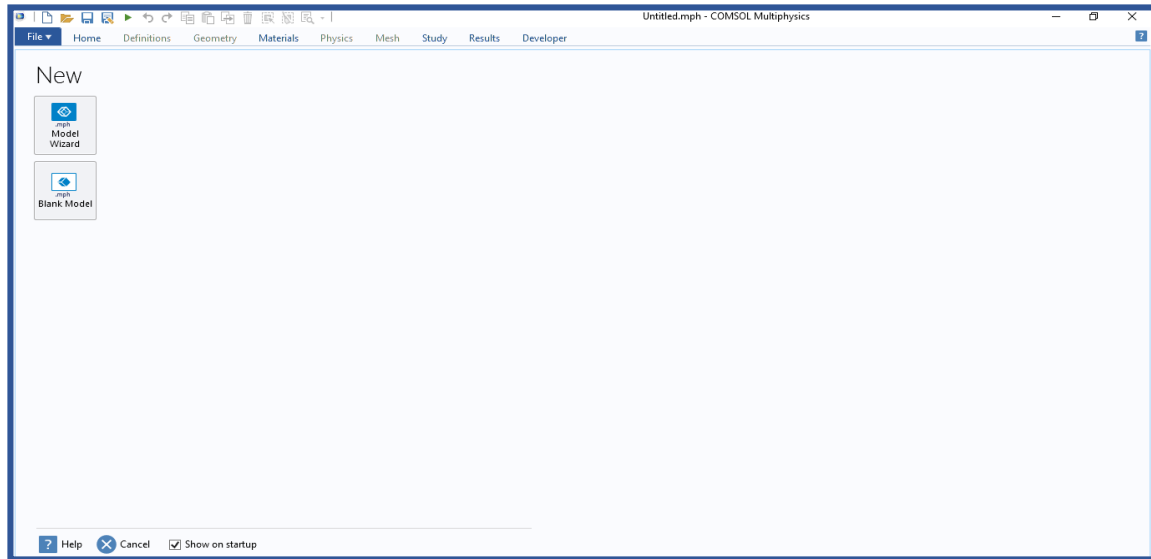 Untitled.mph - COMSOL Multiphysics
File Home Definitions Geometry Materials Physics Mesh Study Results Developer ?
New
.mph
Model
Wizard
.mph
Blank Model
? Help Cancel Show on startup